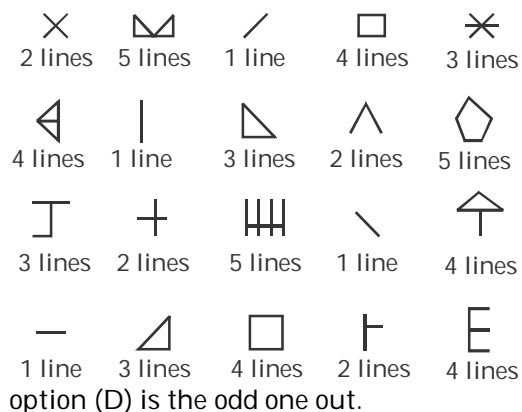 2 lines 5 lines 1 line 4 lines 3 lines
4 lines 1 line 3 lines 2 lines 5 lines
3 lines 2 lines 5 lines 1 line 4 lines
1 line 3 lines 4 lines 2 lines 4 lines
option (D) is the odd one out.